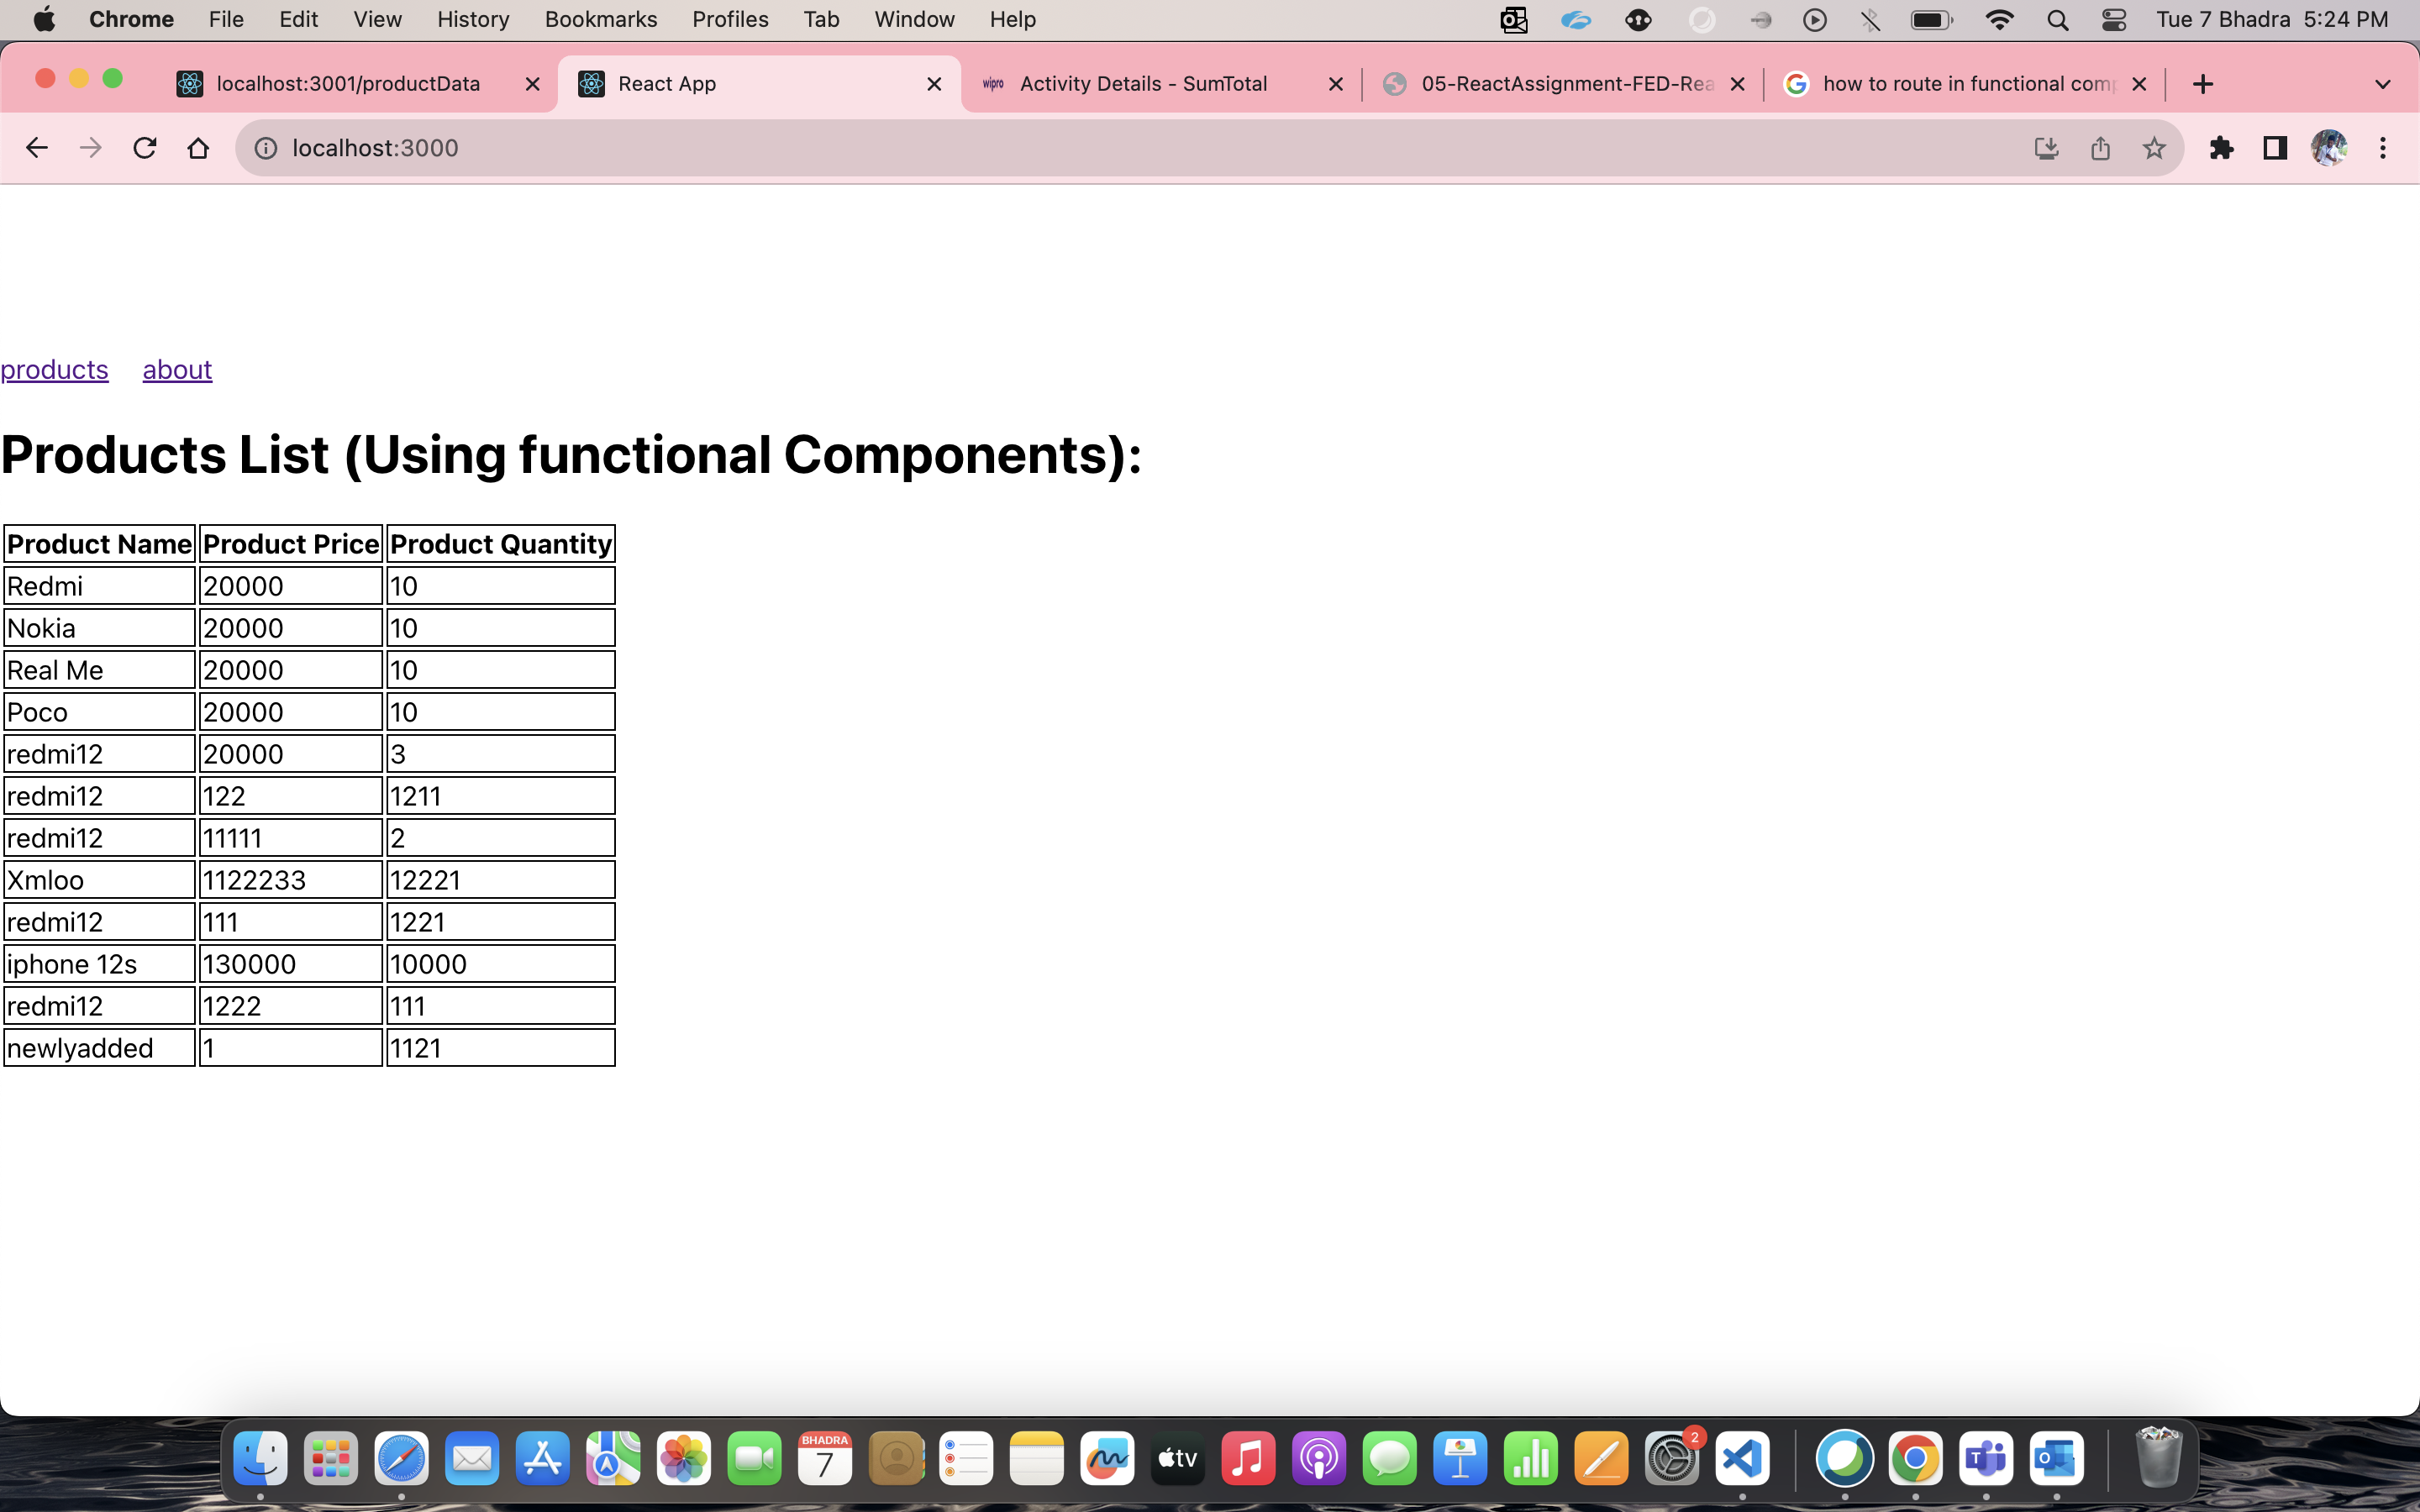 Chrome File Edit View History Bookmarks Profiles Tab Window Help Tue 7 Bhadra 5:24 PM
localhost:3001/productData React App wipro Activity Details - SumTotal 05-ReactAssignment-FED-Rea how to route in functional comp
localhost:3000
products about
Products List (Using functional Components):
Product Name Product Price Product Quantity
Redmi 20000 10
Nokia 20000 10
Real Me 20000 10
Poco 20000 10
redmi12 20000 3
redmi12 122 1211
redmi12 11111 2
Xmloo 1122233 12221
redmi12 111 1221
iphone 12s 130000 10000
redmi12 1222 111
newlyadded 1 1121
BHADRA
7
tv
2